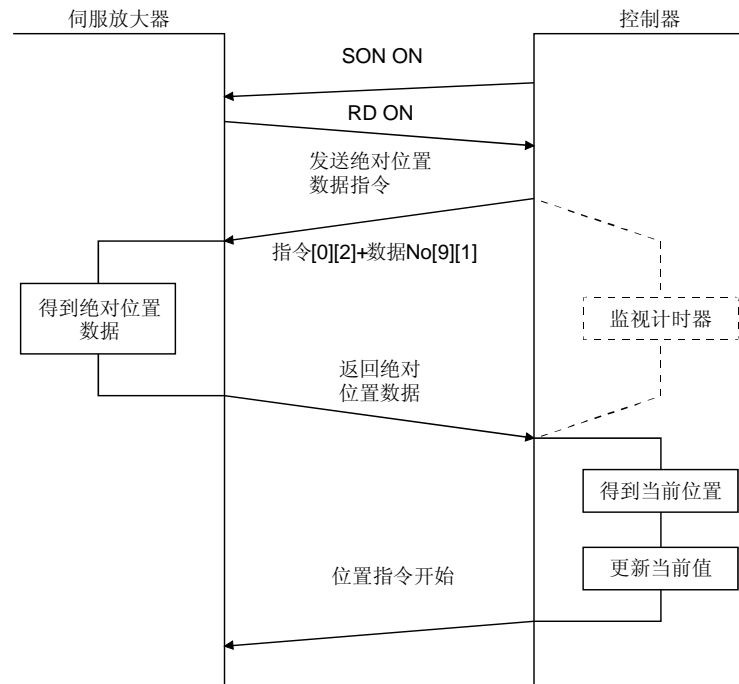 伺服放大器
控制器
SON ON
RD ON
发送绝对位置
数据指令
指令[0][2]+数据No[9][1]
得到绝对位置
数据
监视计时器
返回绝对
位置数据
得到当前位置
位置指令开始
更新当前值